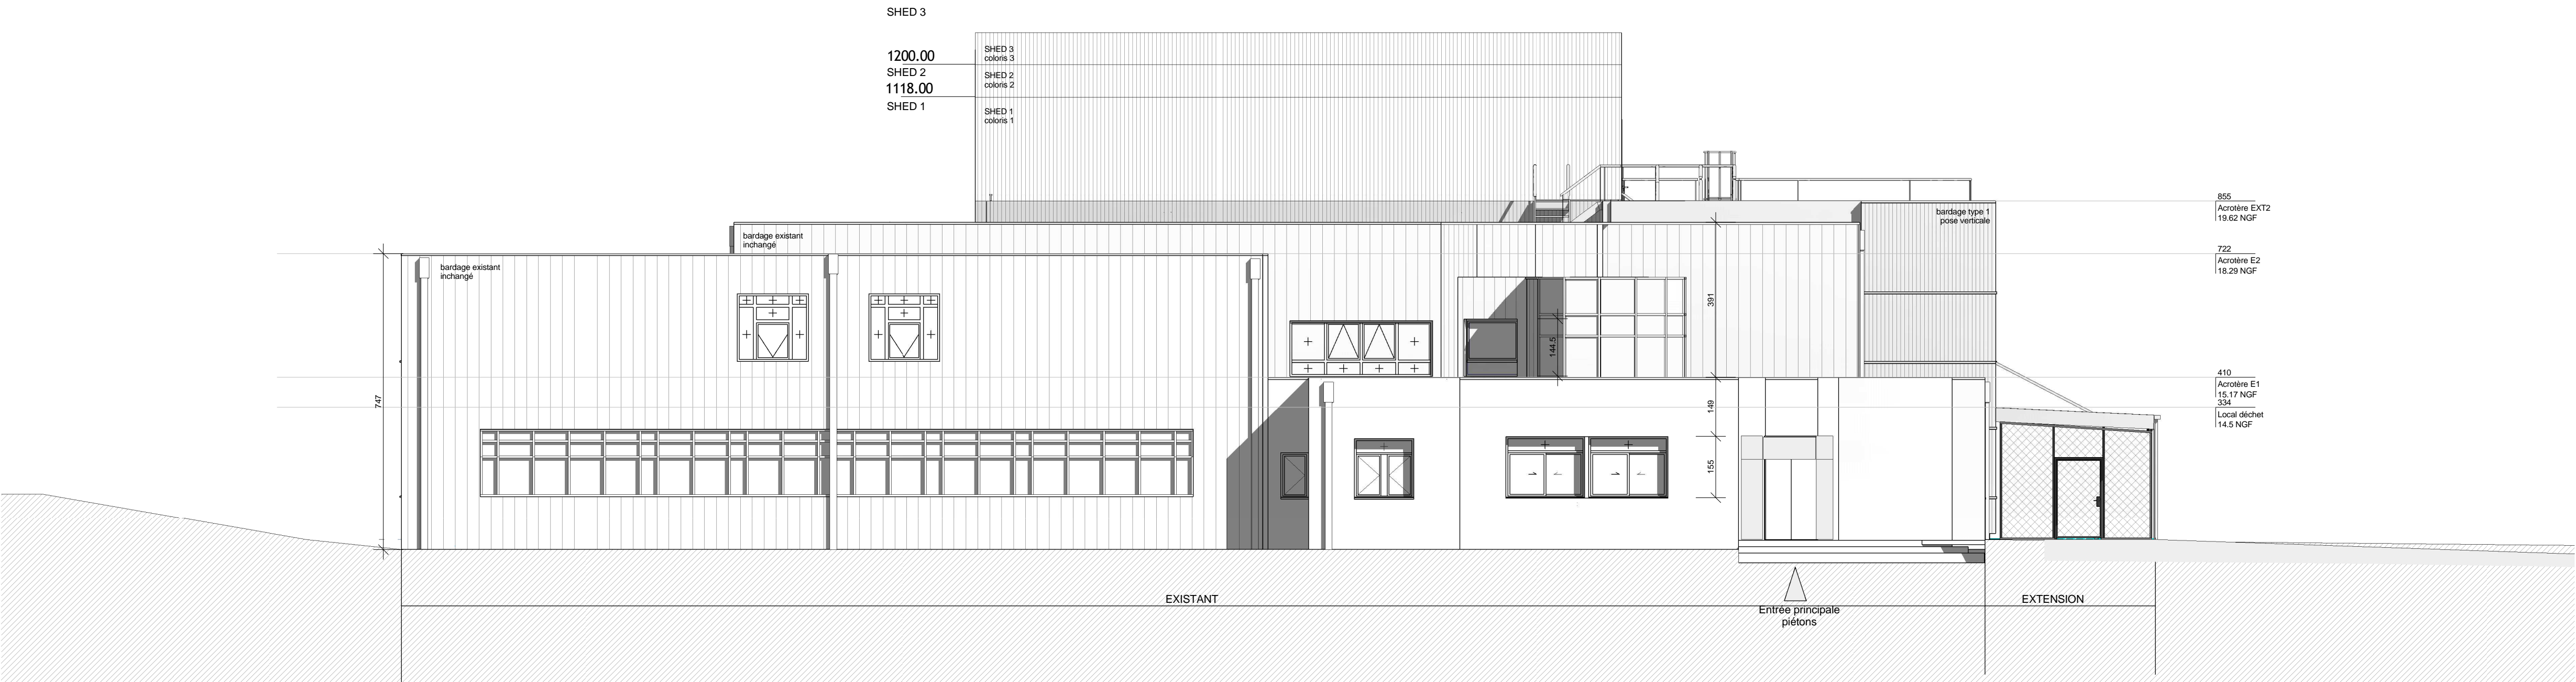 SHED 3
1200.00
SHED 2
1118.00
SHED 1
SHED 3
coloris 3
SHED 2
coloris 2
SHED 1
coloris 1
bardage existant
inchangé
bardage existant
inchangé
bardage type 1
pose verticale
855
Acrotère EXT2
19.62 NGF
722
Acrotère E2
18.29 NGF
410
Acrotère E1
15.17 NGF
334
Local déchet
14.5 NGF
747
391
144.5
149
155
EXISTANT
EXTENSION
Entrée principale
piétons